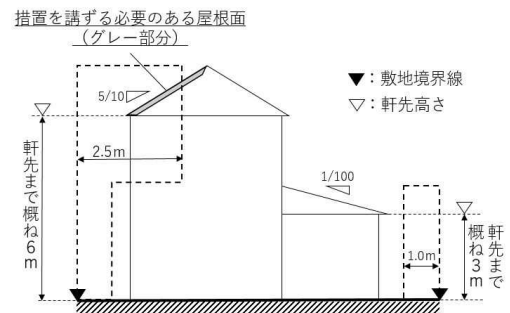 措置を講ずる必要のある屋根面
（グレー部分）
▼：敷地境界線
▽：軒先高さ
5/10
2.5m
1/100
1.0m
軒先まで概ね6m
軒先まで
概ね3m